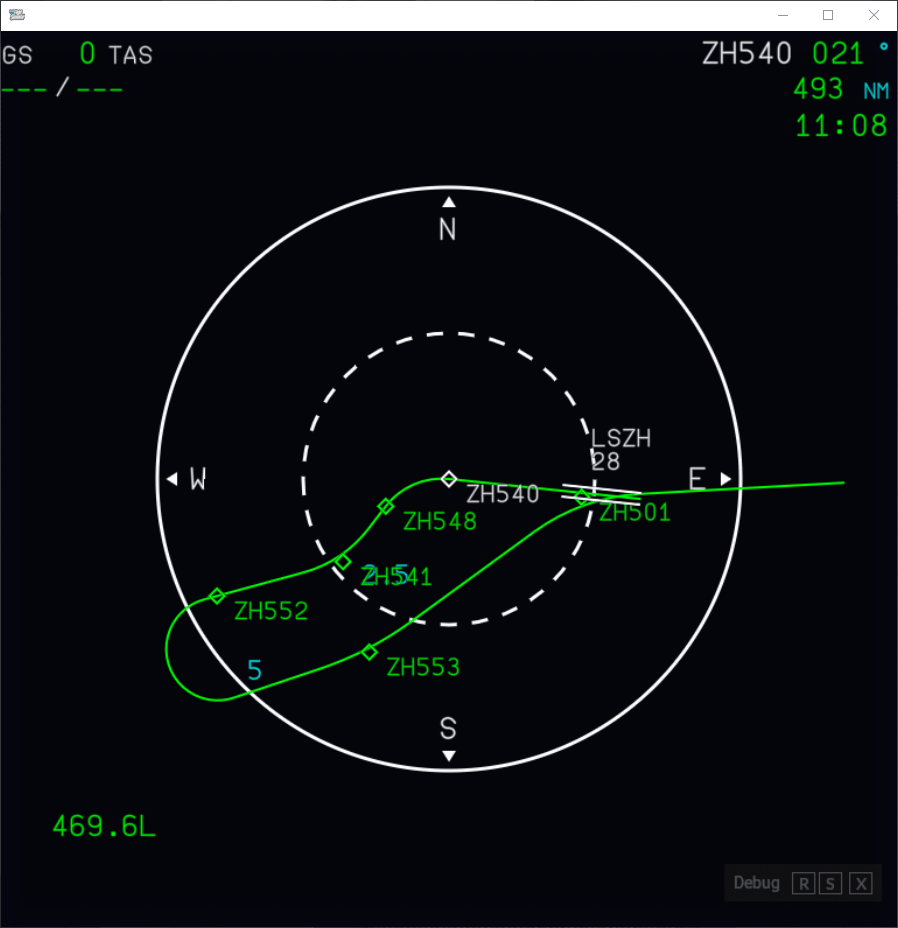 GS 0 TAS
ZH540 021 °
---/---
493 NM
11:08
N
LSZH
28
W
E
ZH540
ZH501
ZH548
2.5
ZH541
ZH552
5
ZH553
S
469.6L
Debug R S X